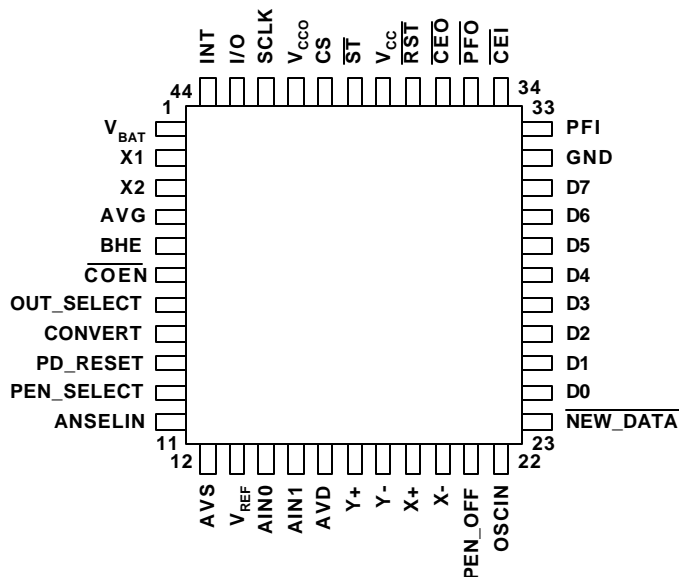 INT I/O SCLK VCCO CS ST VCC RST CEO PFO CEI
44 34
1 33
VBAT PFI
X1 GND
X2 D7
AVG D6
BHE D5
COEN D4
OUT_SELECT D3
CONVERT D2
PD_RESET D1
PEN_SELECT D0
ANSELIN NEW_DATA
11 23
12 22
AVS VREF AIN0 AIN1 AVD Y+ Y- X+ X- PEN_OFF OSCIN